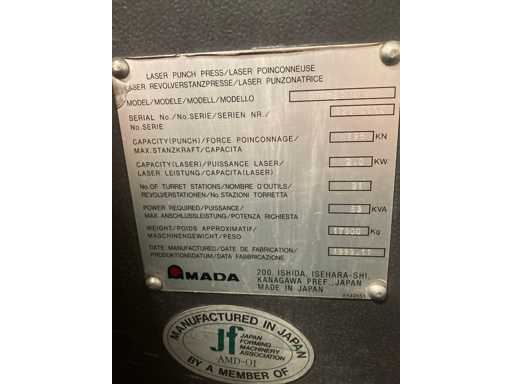 LASER PUNCH PRESS/LASER POINCONNEUSE
LASER REVOLVERSTANZPRESSE/LASER PUNZONATRICE
MODEL/MODELE/MODELL/MODELLO
SERIAL No./No.SERIE/SERIEN NR./
No.SERIE
CAPACITY(PUNCH)/FORCE POINCONNAGE/ KN
MAX.STANZKRAFT/CAPACITA
CAPACITY(LASER)/PUISSANCE LASER/ KW
LASER LEISTUNG/CAPACITA(LASER)
No.OF TURRET STATIONS/NOMBRE D'OUTILS/
REVOLVERSTATIONEN/No.STAZIONI TORRETTA
POWER REQUIRED/PUISSANCE/ KVA
MAX ANSCHLUSSLEISTUNG/POTENZA RICHIESTA
WEIGHT/POIDS APPROXIMATIF/ Kg
MASCHINENGEWICHT/PESO
DATE MANUFACTURED/DATE DE FABRICATION/
PRODUKTIONSDATUM/DATA FABBRICAZIONE
AMADA
200, ISHIDA, ISEHARA-SHI,
KANAGAWA PREF., JAPAN
MADE IN JAPAN
MANUFACTURED IN JAPAN
Jf JAPAN
FORMING
MACHINERY
ASSOCIATION
AMD-01
BY A MEMBER OF